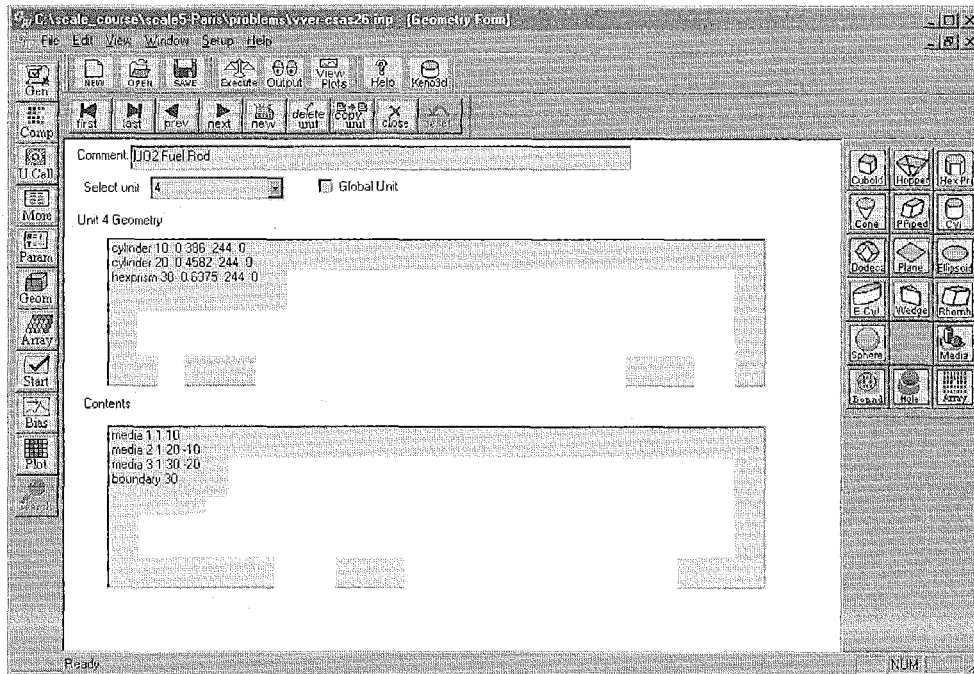 C:\scale_course\scale5-Paris\problems\vver-csas26.inp - [Geometry Form]
File Edit View Window Setup Help
NEW OPEN SAVE Execute Output View Plots Help Keno3d
first last prev next new delete unit copy unit close reset
Gen
Comp
U Cell
More
Param
Geom
Array
Start
Bias
Plot
Search
Comment: UO2 Fuel Rod
Select unit 4 Global Unit
Unit 4 Geometry
cylinder 10 0.386 244 0
cylinder 20 0.4582 244 0
hexprism 30 0.6375 244 0
Contents
media 1 1 10
media 2 1 20 -10
media 3 1 30 -20
boundary 30
Cuboid Hopper Hex Pri
Cone PPiped Cyl
Dodeca Plane Ellipsoid
E Cyl Wedge Rhomb
Sphere Media
Bound Hole Array
Ready NUM